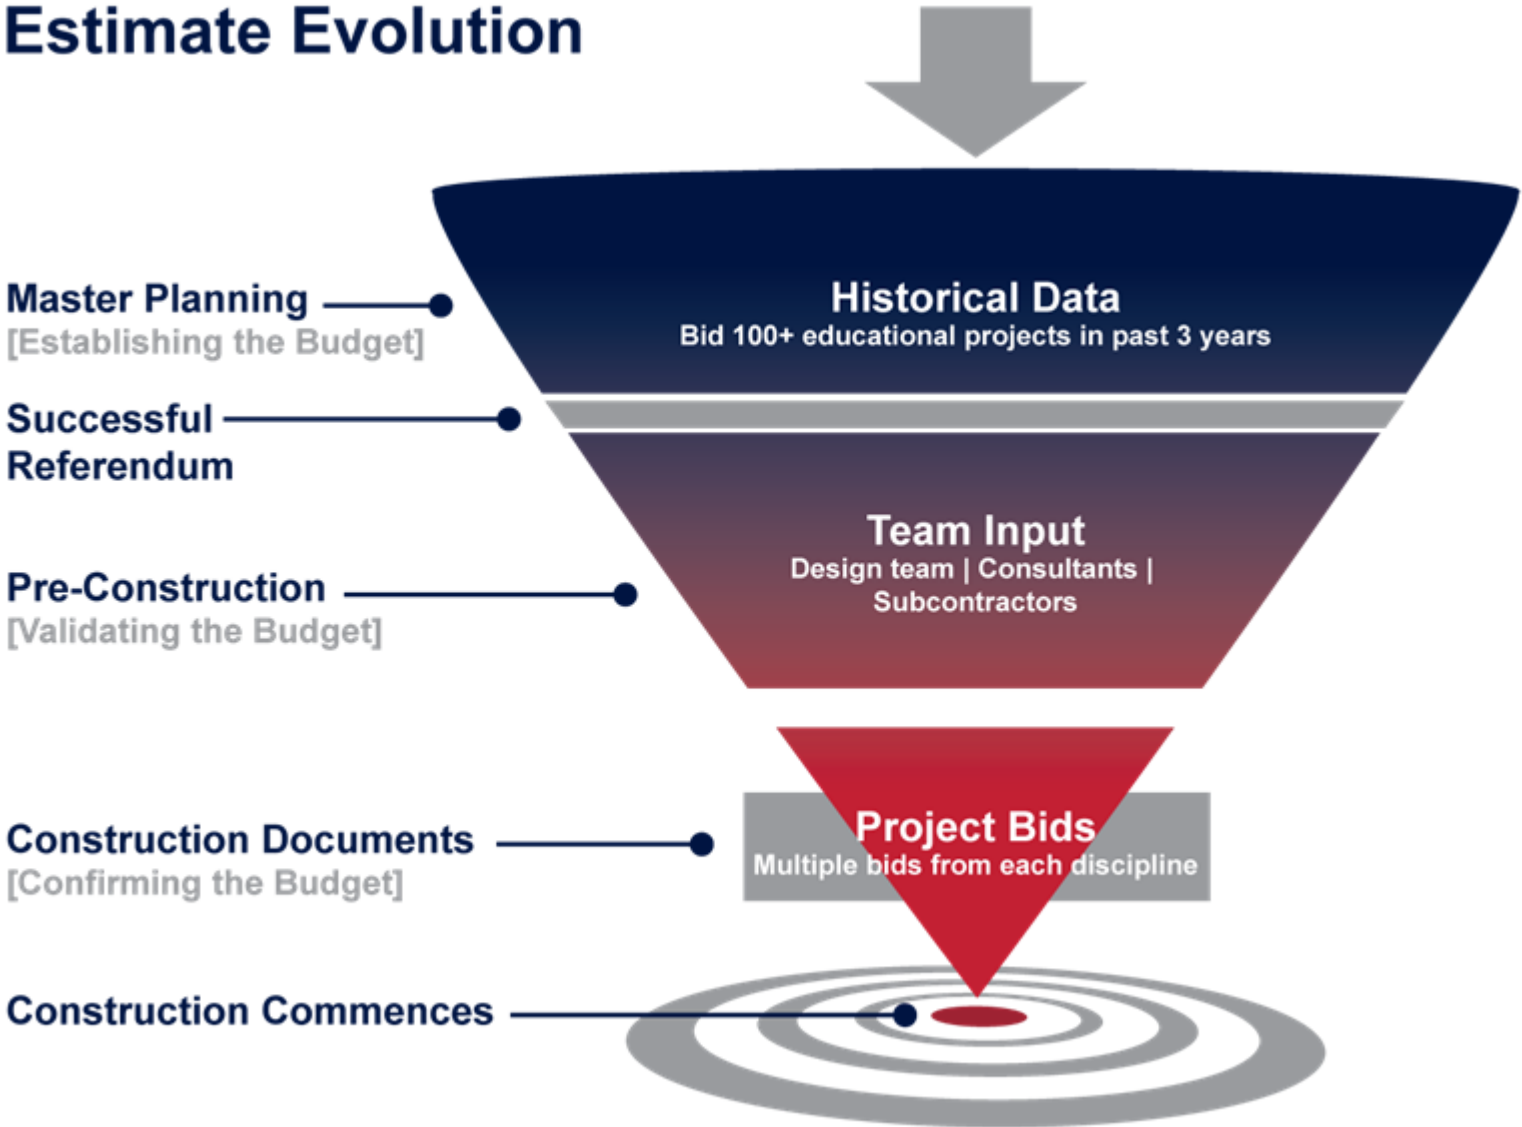 Estimate Evolution
Master Planning
[Establishing the Budget]
Historical Data
Bid 100+ educational projects in past 3 years
Successful
Referendum
Team Input
Design team | Consultants |
Subcontractors
Pre-Construction
[Validating the Budget]
Project Bids
Multiple bids from each discipline
Construction Documents
[Confirming the Budget]
Construction Commences